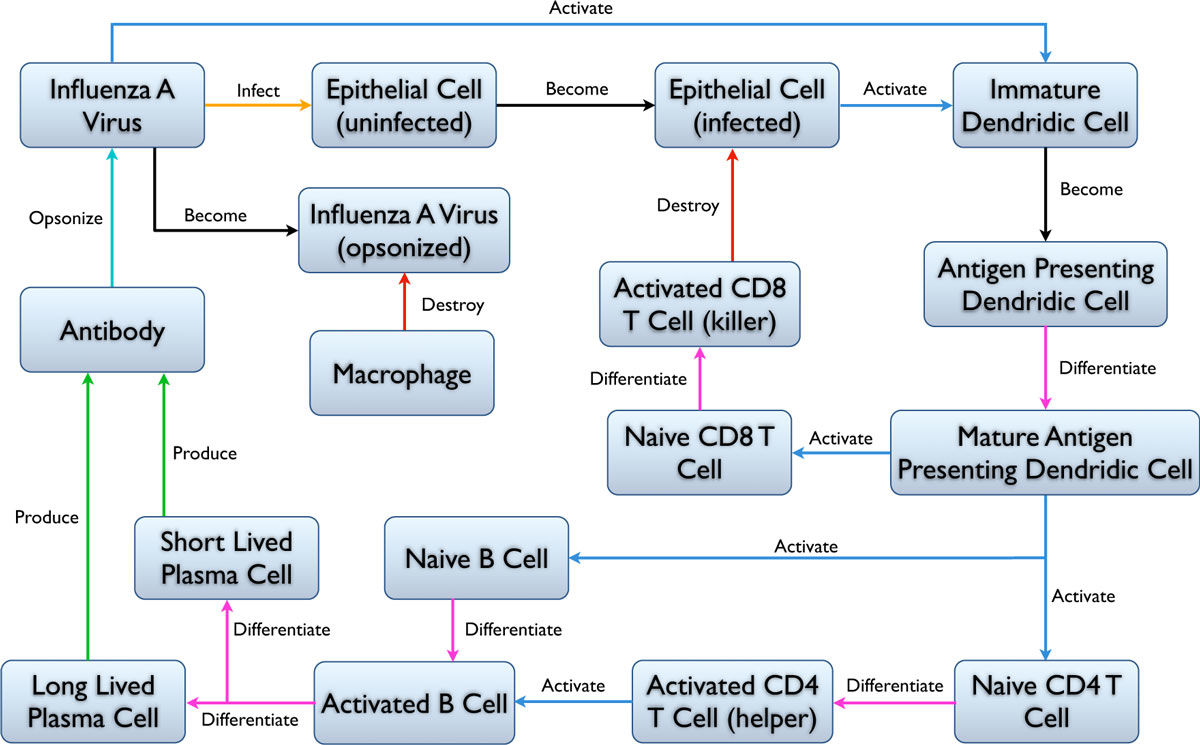 Activate
Influenza A
Virus
Infect
Epithelial Cell
(uninfected)
Become
Epithelial Cell
(infected)
Activate
Immature
Dendridic Cell
Opsonize
Become
Influenza A Virus
(opsonized)
Destroy
Become
Antibody
Destroy
Macrophage
Activated CD8
T Cell (killer)
Antigen Presenting
Dendridic Cell
Differentiate
Differentiate
Naive CD8 T
Cell
Activate
Mature Antigen
Presenting Dendridic Cell
Produce
Produce
Short Lived
Plasma Cell
Naive B Cell
Activate
Activate
Differentiate
Differentiate
Long Lived
Plasma Cell
Differentiate
Activated B Cell
Activate
Activated CD4
T Cell (helper)
Differentiate
Naive CD4 T
Cell